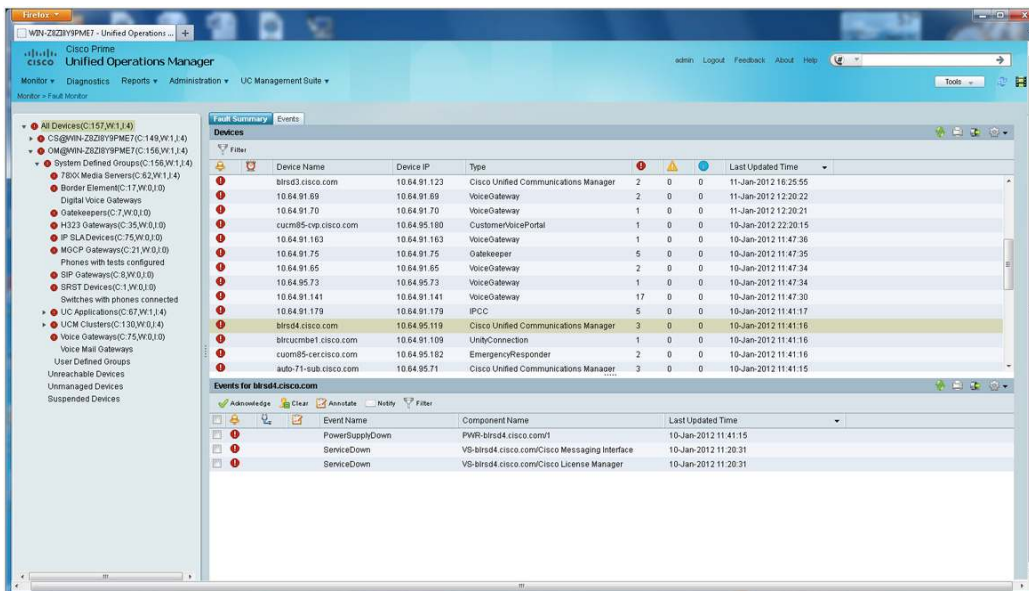 Firefox
WIN-Z8ZI8Y9PME7 - Unified Operations ... +
Cisco Prime
cisco Unified Operations Manager
admin Logout Feedback About Help
Monitor Diagnostics Reports Administration UC Management Suite
Tools
Monitor > Fault Monitor
All Devices(C:157,W:1,I:4)
CS@WIN-Z8ZI8Y9PME7(C:149,W:1,I:4)
OM@WIN-Z8ZI8Y9PME7(C:156,W:1,I:4)
System Defined Groups(C:156,W:1,I:4)
78XX Media Servers(C:62,W:1,I:4)
Border Element(C:17,W:0,I:0)
Digital Voice Gateways
Gatekeepers(C:7,W:0,I:0)
H323 Gateways(C:35,W:0,I:0)
IP SLA Devices(C:75,W:0,I:0)
MGCP Gateways(C:21,W:0,I:0)
Phones with tests configured
SIP Gateways(C:8,W:0,I:0)
SRST Devices(C:1,W:0,I:0)
Switches with phones connected
UC Applications(C:67,W:1,I:4)
UCM Clusters(C:130,W:0,I:4)
Voice Gateways(C:75,W:0,I:0)
Voice Mail Gateways
User Defined Groups
Unreachable Devices
Unmanaged Devices
Suspended Devices
Fault Summary Events
Devices
Filter
Device Name Device IP Type Last Updated Time
blrsd3.cisco.com 10.64.91.123 Cisco Unified Communications Manager 2 0 0 11-Jan-2012 16:25:55
10.64.91.69 10.64.91.69 VoiceGateway 2 0 0 11-Jan-2012 12:20:22
10.64.91.70 10.64.91.70 VoiceGateway 1 0 0 11-Jan-2012 12:20:21
cucm85-cvp.cisco.com 10.64.95.180 CustomerVoicePortal 1 0 0 10-Jan-2012 22:20:15
10.64.91.163 10.64.91.163 VoiceGateway 1 0 0 10-Jan-2012 11:47:36
10.64.91.75 10.64.91.75 Gatekeeper 5 0 0 10-Jan-2012 11:47:35
10.64.91.65 10.64.91.65 VoiceGateway 2 0 0 10-Jan-2012 11:47:34
10.64.95.73 10.64.95.73 VoiceGateway 1 0 0 10-Jan-2012 11:47:34
10.64.91.141 10.64.91.141 VoiceGateway 17 0 0 10-Jan-2012 11:47:30
10.64.91.179 10.64.91.179 IPCC 5 0 0 10-Jan-2012 11:41:17
blrsd4.cisco.com 10.64.95.119 Cisco Unified Communications Manager 3 0 0 10-Jan-2012 11:41:16
blrcucmbe1.cisco.com 10.64.91.109 UnityConnection 1 0 0 10-Jan-2012 11:41:16
cuom85-cer.cisco.com 10.64.95.182 EmergencyResponder 2 0 0 10-Jan-2012 11:41:16
auto-71-sub.cisco.com 10.64.95.71 Cisco Unified Communications Manager 3 0 0 10-Jan-2012 11:41:15
Events for blrsd4.cisco.com
Acknowledge Clear Annotate Notify Filter
Event Name Component Name Last Updated Time
PowerSupplyDown PWR-blrsd4.cisco.com/1 10-Jan-2012 11:41:15
ServiceDown VS-blrsd4.cisco.com/Cisco Messaging Interface 10-Jan-2012 11:20:31
ServiceDown VS-blrsd4.cisco.com/Cisco License Manager 10-Jan-2012 11:20:31